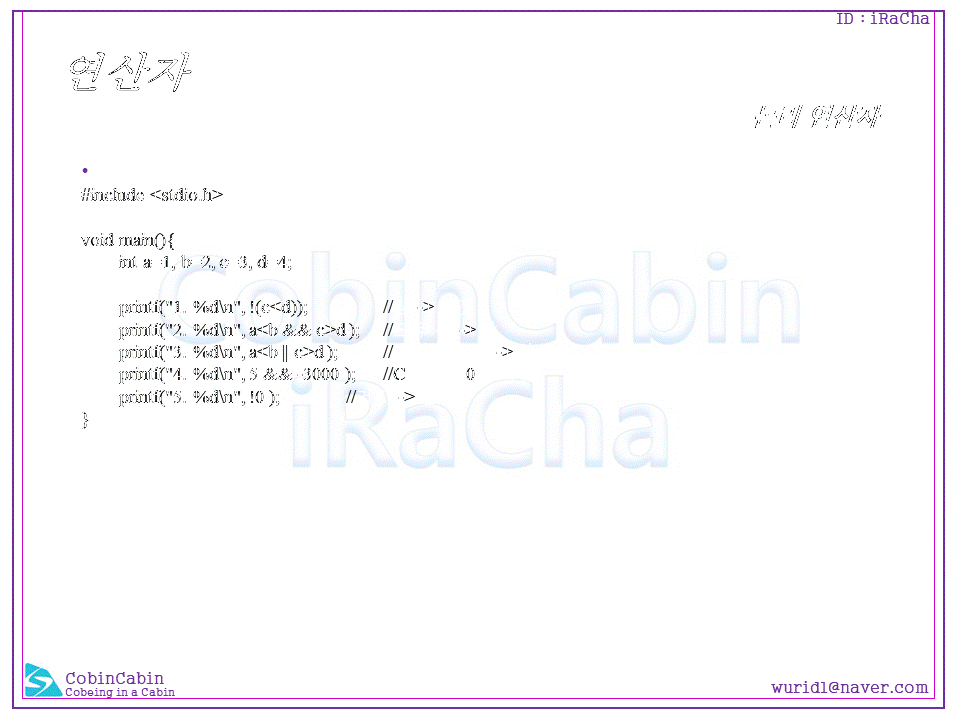 ID : iRaCha
연산자
논리 연산자
•
#include <stdio.h>
void main(){
int a=1, b=2, c=3, d=4;
printf("1. %d\n", !(c<d)); // ->
printf("2. %d\n", a<b && c>d ); // ->
printf("3. %d\n", a<b || c>d ); // ->
printf("4. %d\n", 5 && -3000 ); //C 0
printf("5. %d\n", !0 ); // ->
}
CobinCabin
iRaCha
CobinCabin
Cobeing in a Cabin
wurid1@naver.com